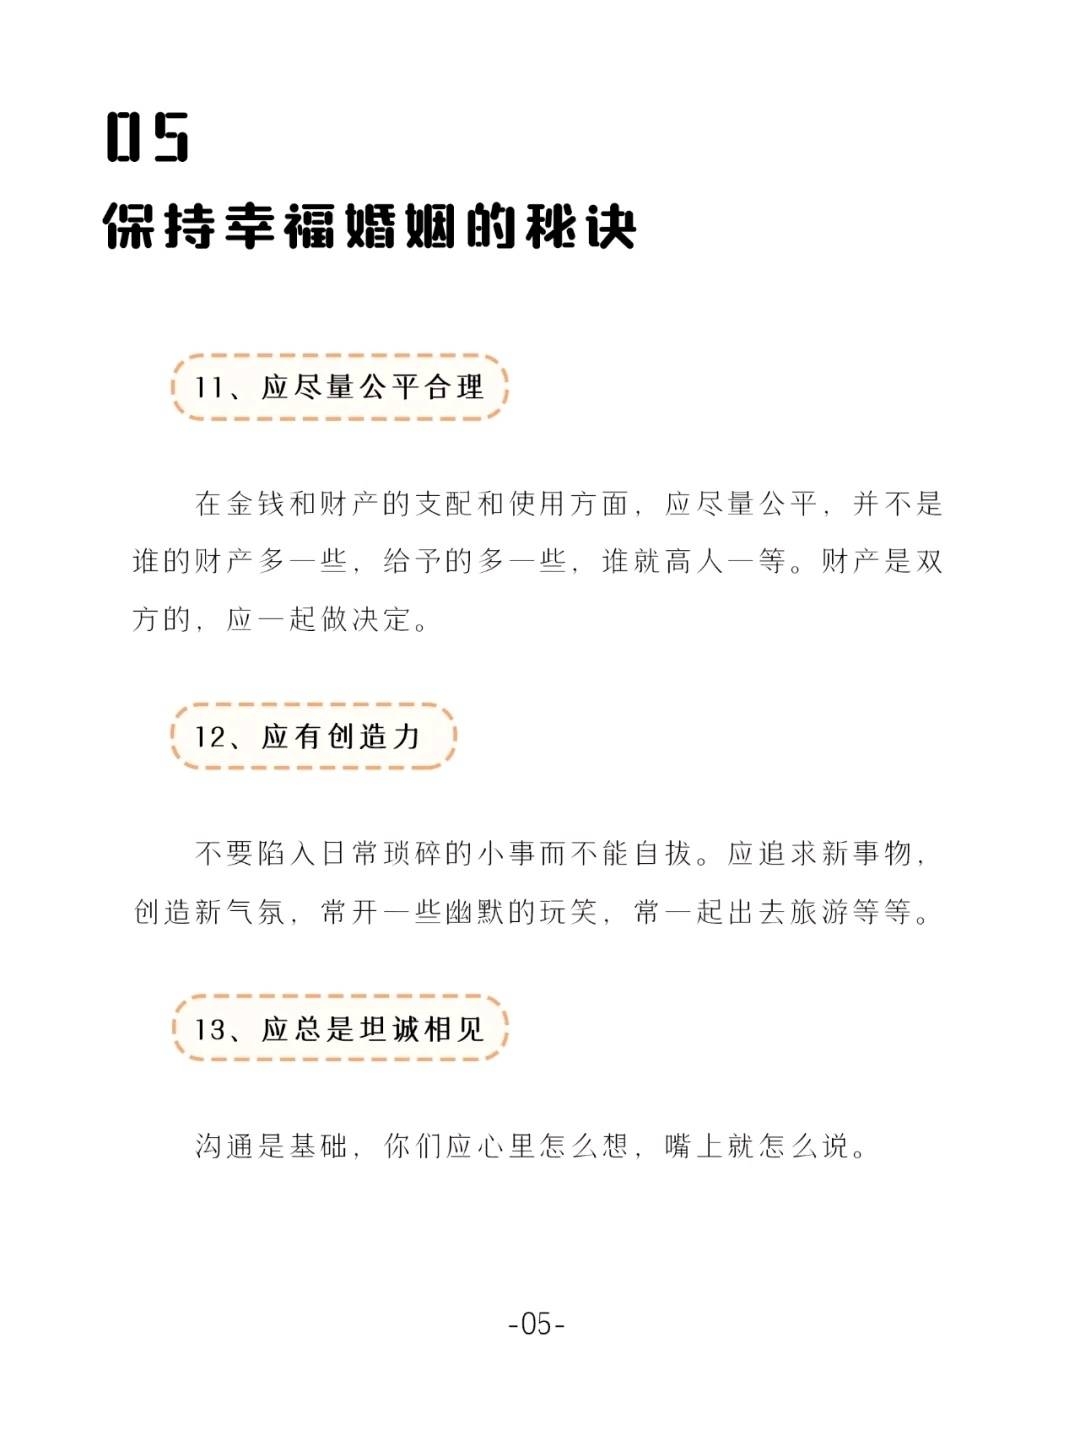 05
保持幸福婚姻的秘诀
11、应尽量公平合理
在金钱和财产的支配和使用方面，应尽量公平，并不是
谁的财产多一些，给予的多一些，谁就高人一等。财产是双
方的，应一起做决定。
12、应有创造力
不要陷入日常琐碎的小事而不能自拔。应追求新事物，
创造新气氛，常开一些幽默的玩笑，常一起出去旅游等等。
13、应总是坦诚相见
沟通是基础，你们应心里怎么想，嘴上就怎么说。
-05-